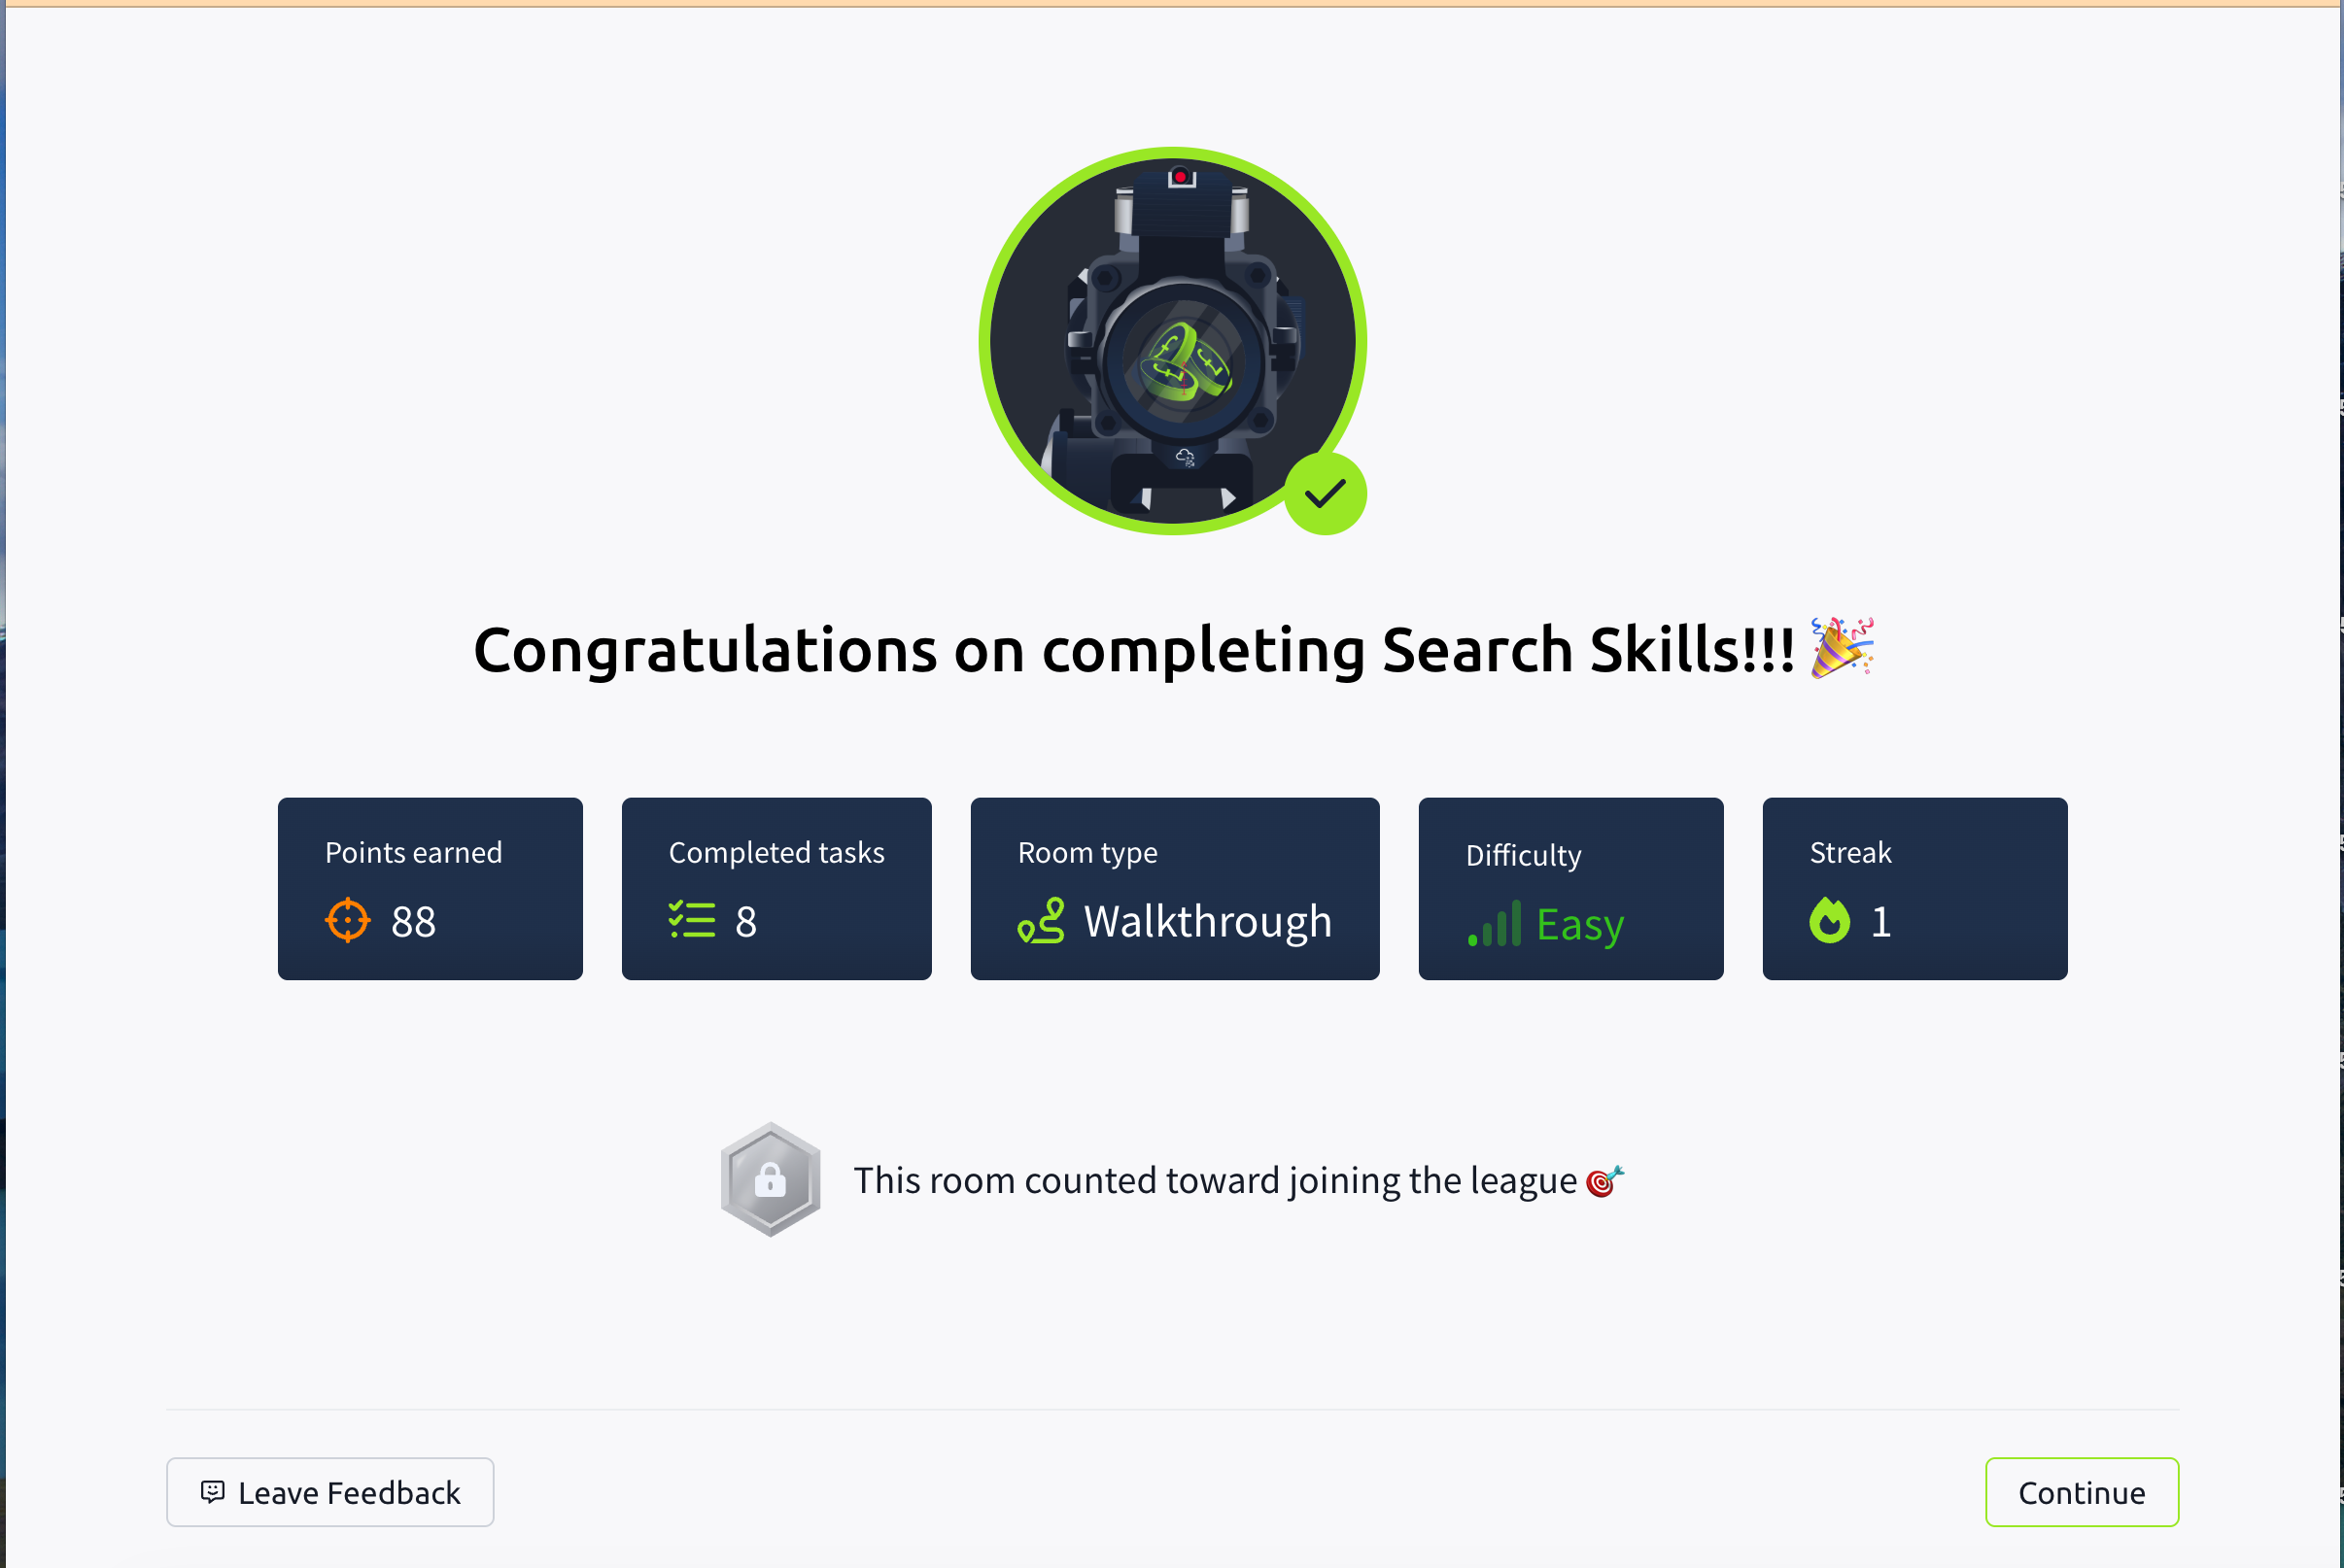 Congratulations on completing Search Skills!!! 🎉
Points earned
88
Completed tasks
8
Room type
Walkthrough
Difficulty
Easy
Streak
1
This room counted toward joining the league 🎯
Leave Feedback
Continue